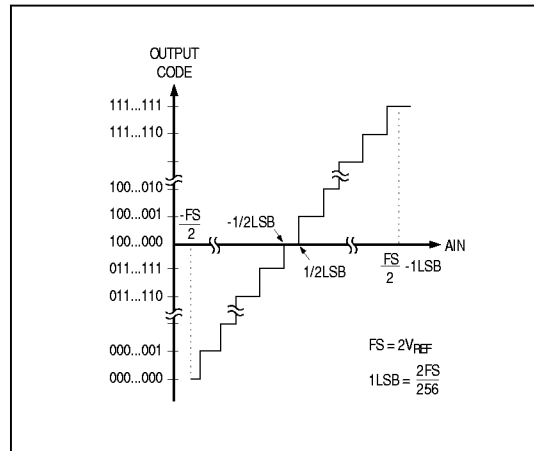 OUTPUT
CODE
111...111
111...110
100...010
100...001
100...000
011...111
011...110
000...001
000...000
-FS
2
-1/2LSB
1/2LSB
AIN
FS
2
-1LSB
FS = 2VREF
1LSB = 2FS
256